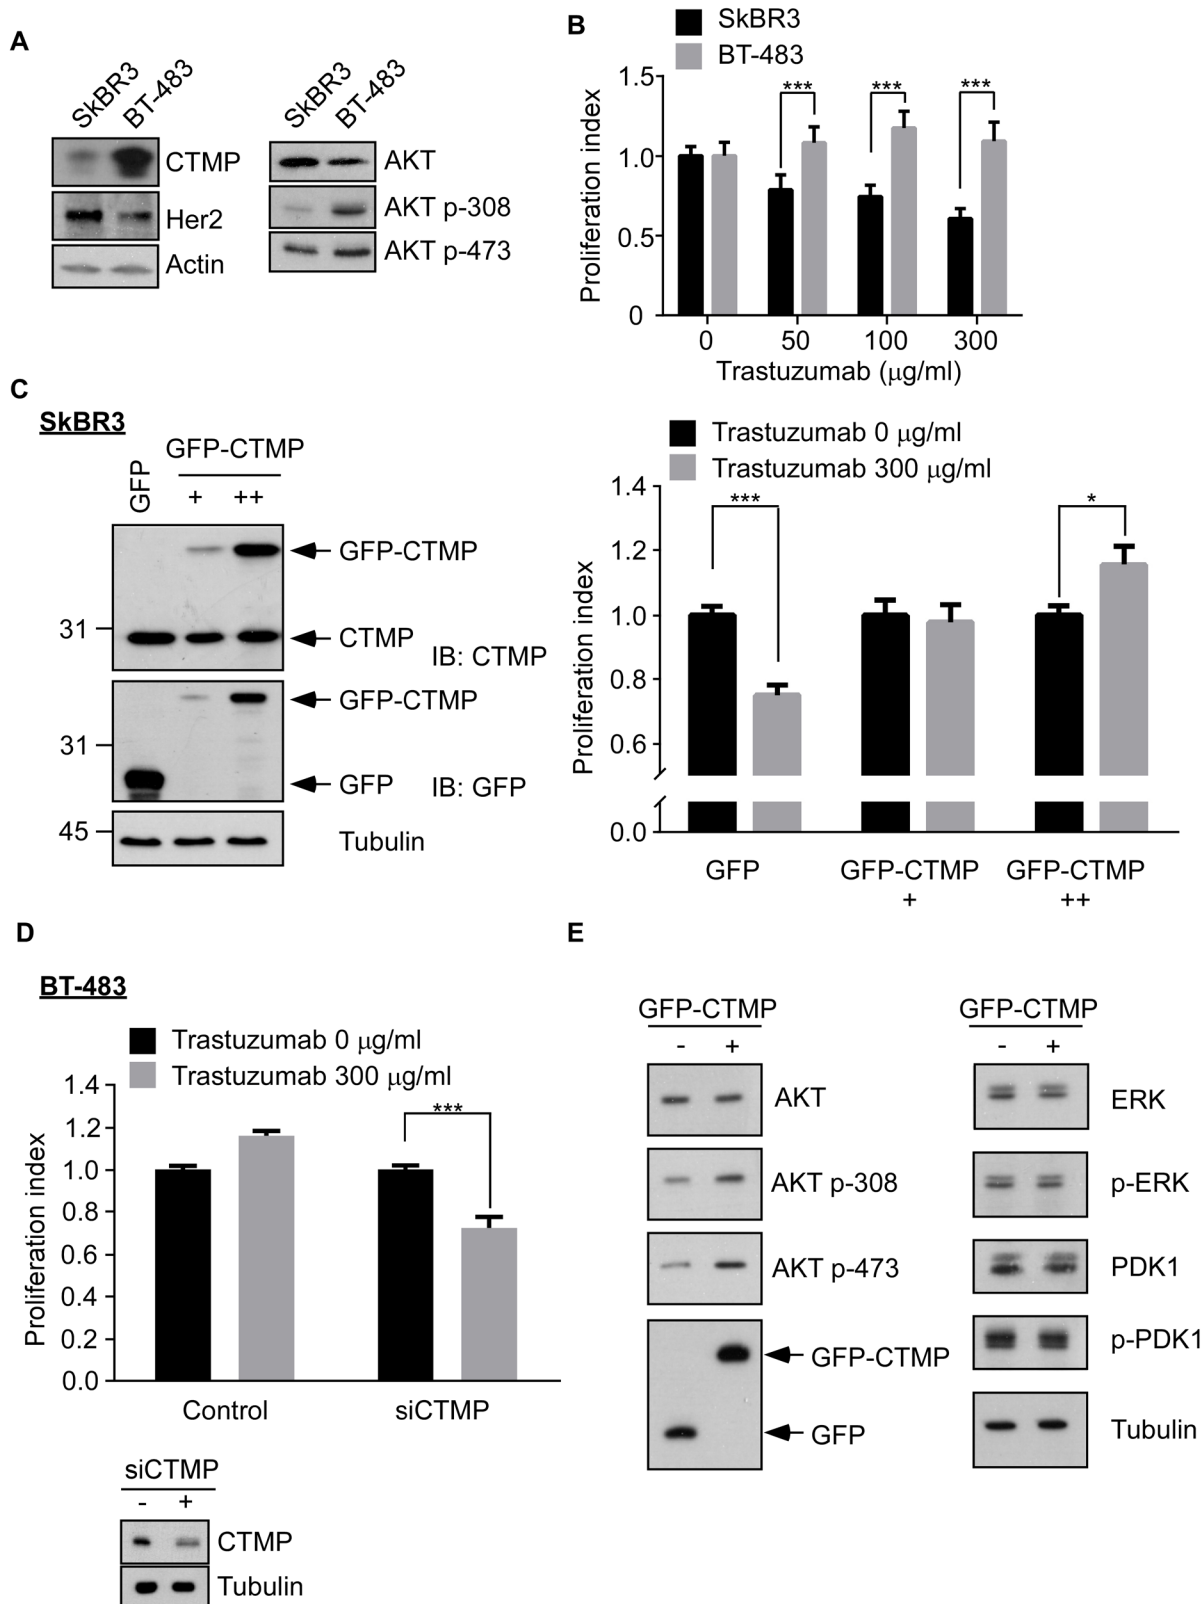 A
SkBR3
BT-483
CTMP
Her2
Actin
SkBR3
BT-483
AKT
AKT p-308
AKT p-473
B
SkBR3
BT-483
Proliferation index
1.5
1.0
0.5
0
***
***
***
0 50 100 300
Trastuzumab (μg/ml)
C
SkBR3
GFP
GFP-CTMP
+ ++
GFP-CTMP
31
CTMP
IB: CTMP
GFP-CTMP
31
GFP
IB: GFP
45
Tubulin
Trastuzumab 0 μg/ml
Trastuzumab 300 μg/ml
Proliferation index
1.4
1.2
1.0
0.8
0.6
0.0
***
*
GFP
GFP-CTMP
+
GFP-CTMP
++
D
BT-483
Trastuzumab 0 μg/ml
Trastuzumab 300 μg/ml
Proliferation index
1.4
1.2
1.0
0.8
0.6
0.4
0.2
0.0
***
Control
siCTMP
siCTMP
- +
CTMP
Tubulin
E
GFP-CTMP
- +
AKT
AKT p-308
AKT p-473
GFP-CTMP
GFP
GFP-CTMP
- +
ERK
p-ERK
PDK1
p-PDK1
Tubulin